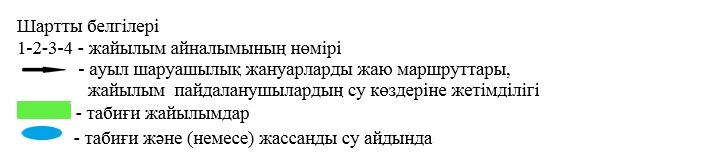 Шартты белгілері
1-2-3-4 - жайылым айналымының нөмірі
- ауыл шаруашылық жануарларды жаю маршруттары,
жайылым пайдаланушылардың су көздеріне жетімділігі
- табиғи жайылымдар
- табиғи және (немесе) жассанды су айдында